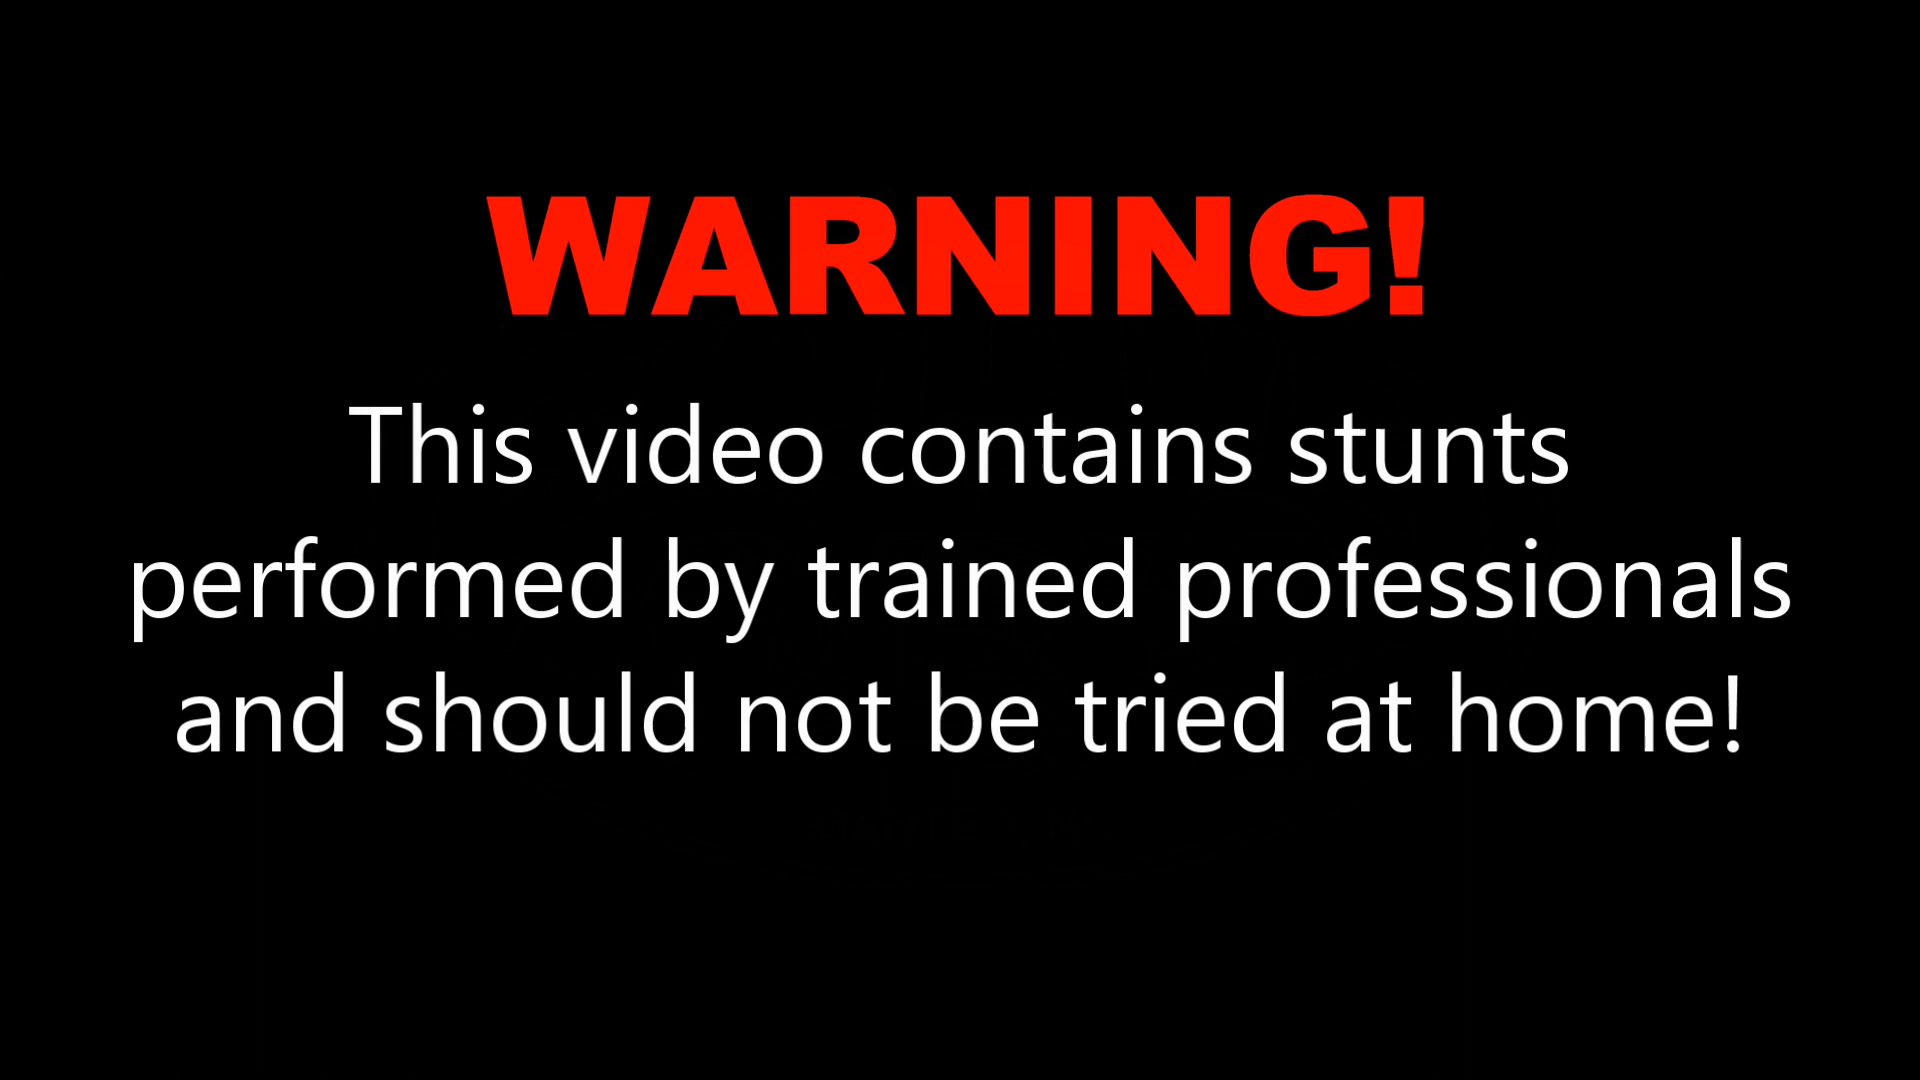 WARNING!
This video contains stunts
performed by trained professionals
and should not be tried at home!